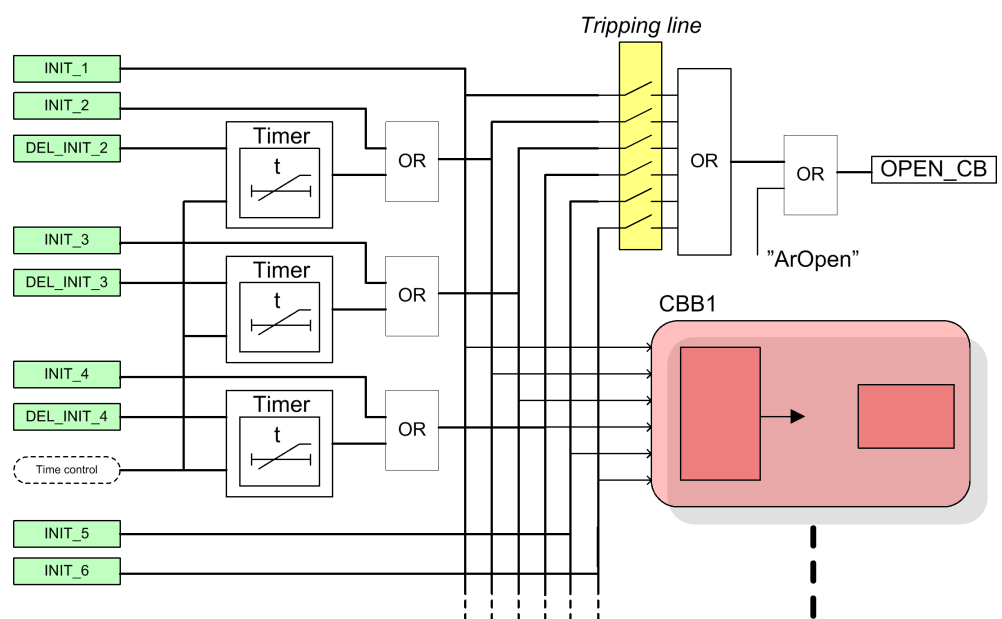 Tripping line
INIT_1
INIT_2
DEL_INIT_2
Timer
t
OR
OR
OR
OPEN_CB
"ArOpen"
INIT_3
DEL_INIT_3
Timer
t
OR
CBB1
INIT_4
DEL_INIT_4
Timer
t
OR
Time control
INIT_5
INIT_6